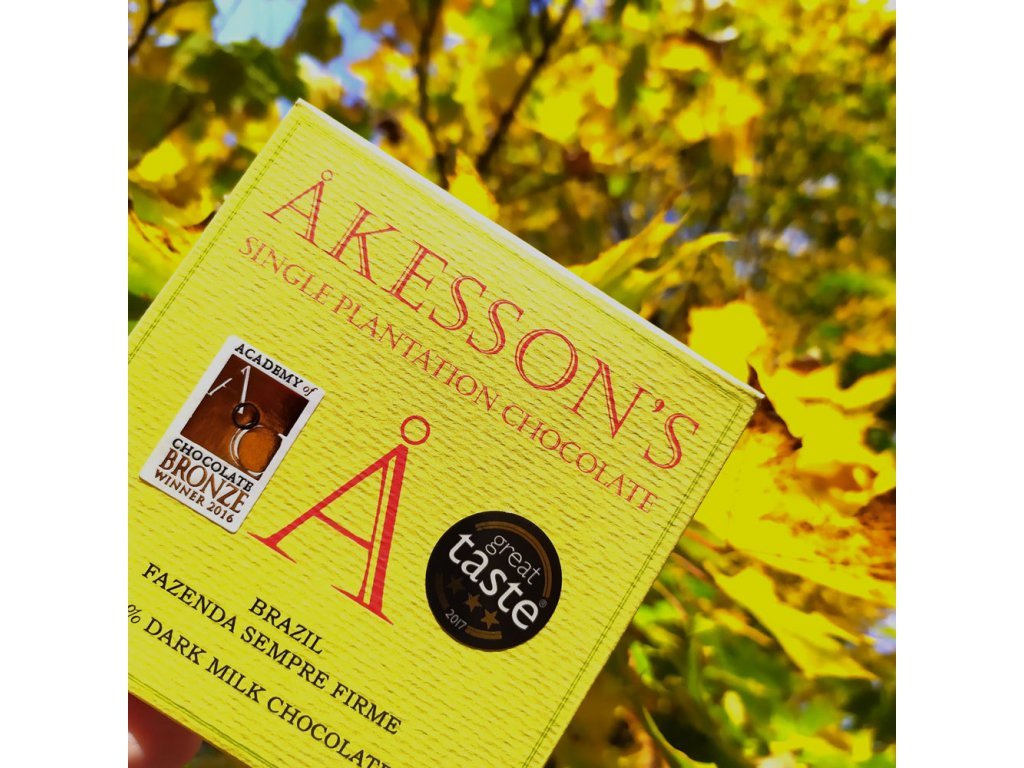 ÅKESSON'S
SINGLE PLANTATION CHOCOLATE
ACADEMY of
CHOCOLATE
BRONZE
WINNER 2016
Å
great
taste®
2017
BRAZIL
FAZENDA SEMPRE FIRME
% DARK MILK CHOCOLATE